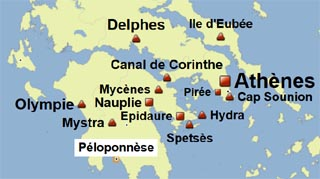 Delphes
Ile d'Eubée
Canal de Corinthe
Athènes
Mycènes
Pirée
Cap Sounion
Olympie
Nauplie
Mystra
Epidaure
Hydra
Spetsès
Péloponnèse